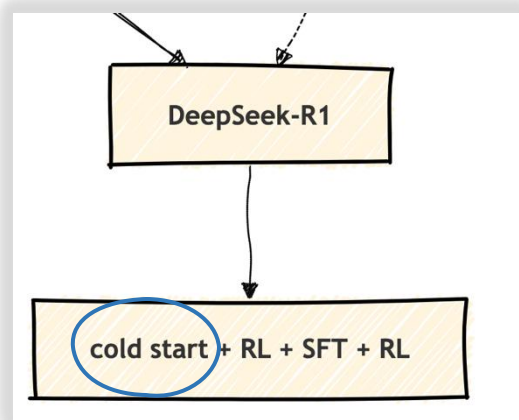 DeepSeek-R1
cold start + RL + SFT + RL